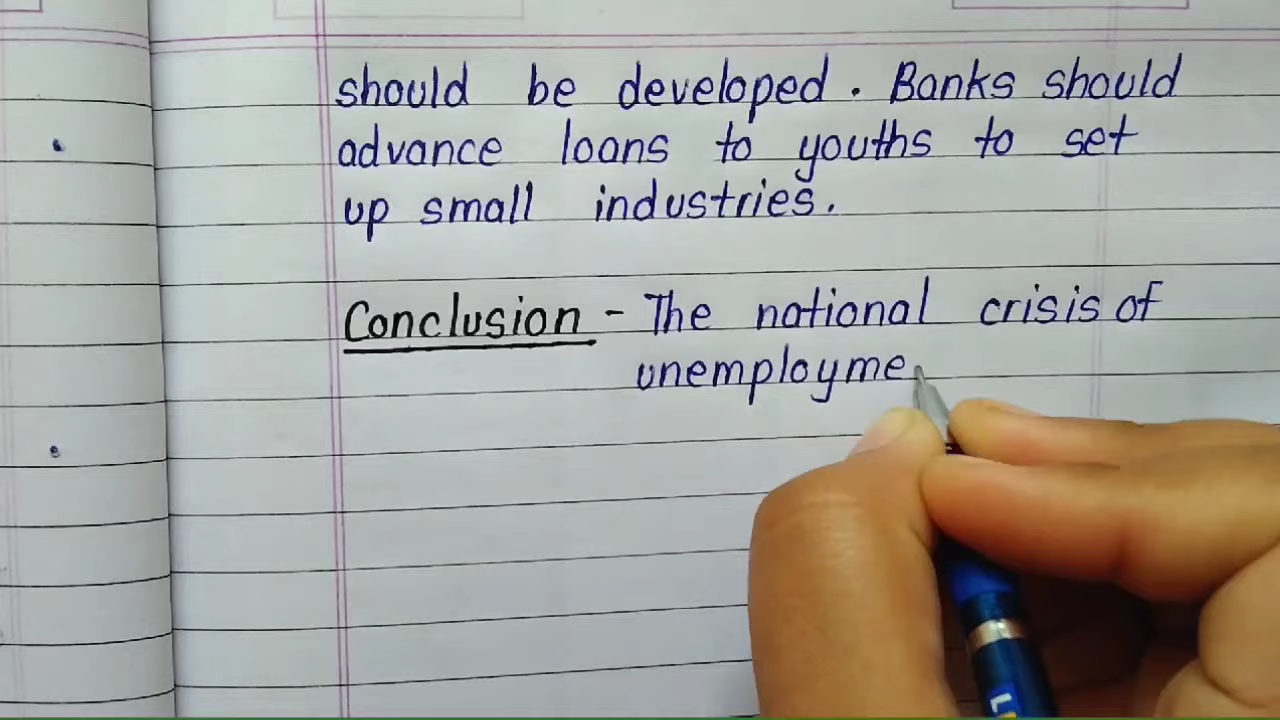 should be developed. Banks should
advance loans to youths to set
up small industries.
Conclusion - The national crisis of
unemployme